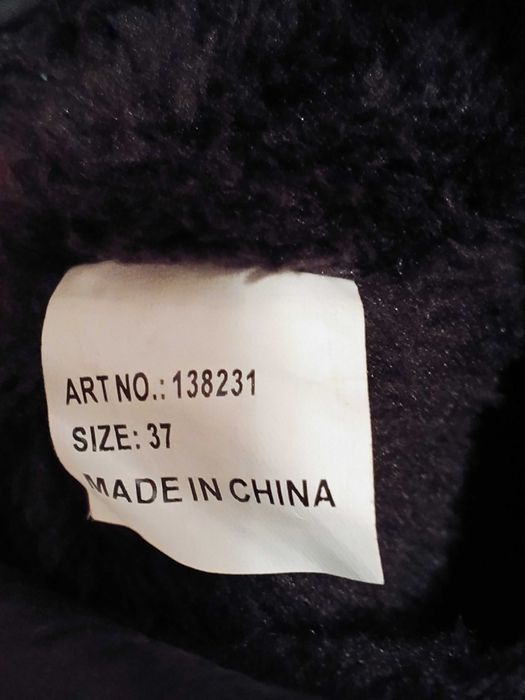 ART NO.: 138231
SIZE: 37
MADE IN CHINA